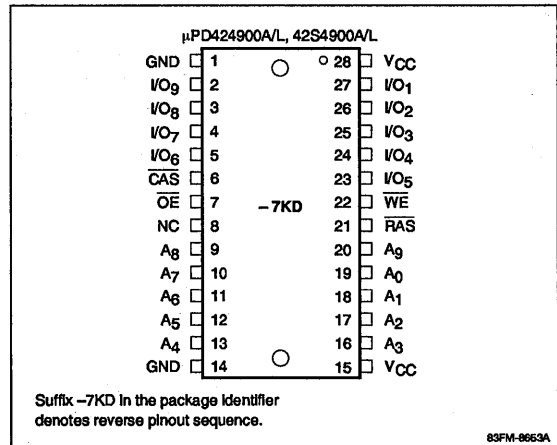 μPD424900A/L, 42S4900A/L
GND 1 28 VCC
I/O9 2 27 I/O1
I/O8 3 26 I/O2
I/O7 4 25 I/O3
I/O6 5 24 I/O4
CAS 6 23 I/O5
OE 7 –7KD 22 WE
NC 8 21 RAS
A8 9 20 A9
A7 10 19 A0
A6 11 18 A1
A5 12 17 A2
A4 13 16 A3
GND 14 15 VCC
Suffix –7KD in the package identifier
denotes reverse pinout sequence.
83FM-8653A